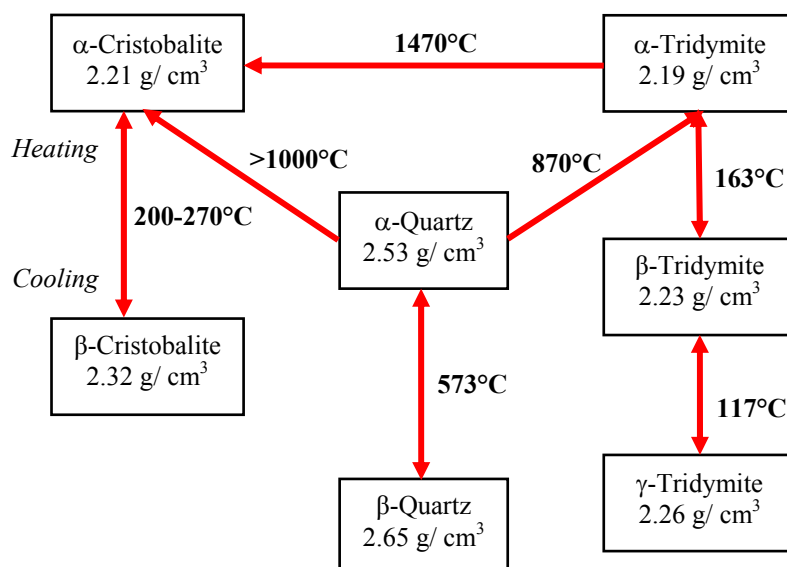 α-Cristobalite
2.21 g/ cm³
1470°C
α-Tridymite
2.19 g/ cm³
Heating
>1000°C
870°C
163°C
200-270°C
α-Quartz
2.53 g/ cm³
β-Tridymite
2.23 g/ cm³
Cooling
β-Cristobalite
2.32 g/ cm³
573°C
117°C
β-Quartz
2.65 g/ cm³
γ-Tridymite
2.26 g/ cm³